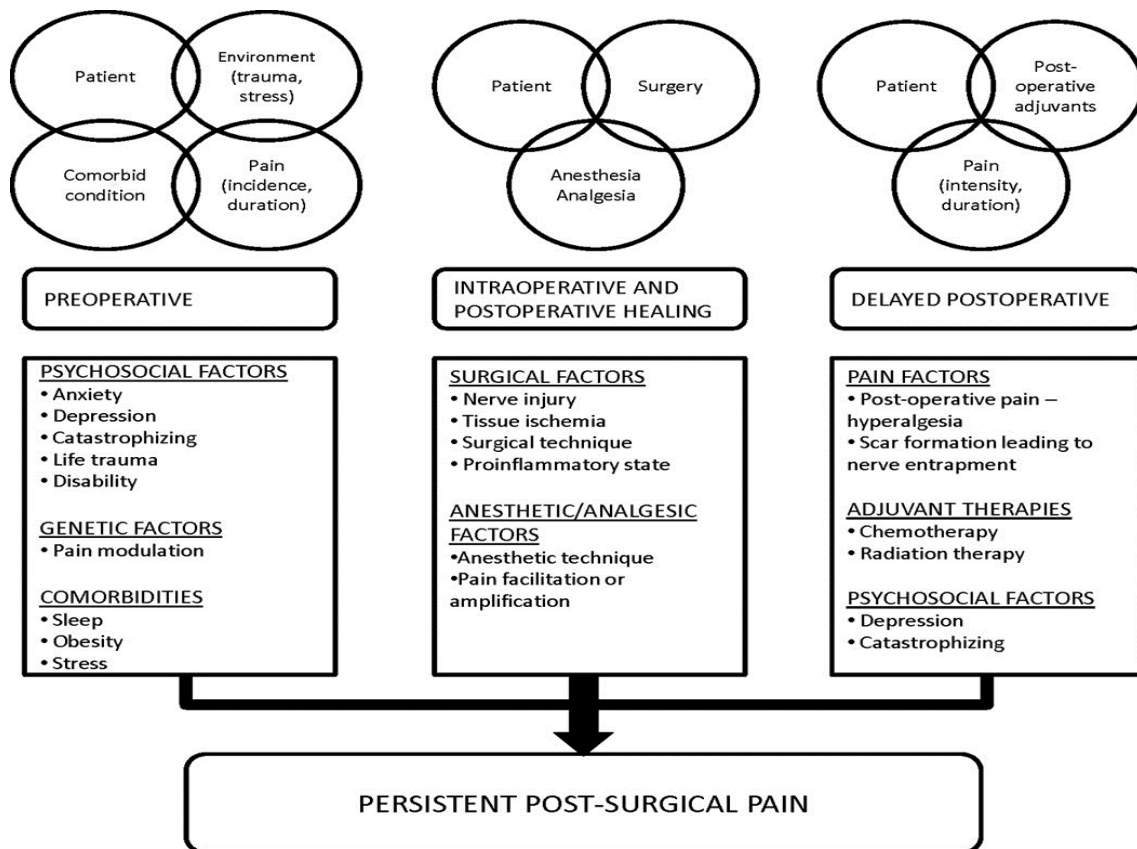 Patient
Environment
(trauma,
stress)
Comorbid
condition
Pain
(incidence,
duration)
Patient
Surgery
Anesthesia
Analgesia
Patient
Post-
operative
adjuvants
Pain
(intensity,
duration)
PREOPERATIVE
INTRAOPERATIVE AND
POSTOPERATIVE HEALING
DELAYED POSTOPERATIVE
PSYCHOSOCIAL FACTORS
• Anxiety
• Depression
• Catastrophizing
• Life trauma
• Disability
GENETIC FACTORS
• Pain modulation
COMORBIDITIES
• Sleep
• Obesity
• Stress
SURGICAL FACTORS
• Nerve injury
• Tissue ischemia
• Surgical technique
• Proinflammatory state
ANESTHETIC/ANALGESIC
FACTORS
•Anesthetic technique
•Pain facilitation or
amplification
PAIN FACTORS
• Post-operative pain –
hyperalgesia
• Scar formation leading to
nerve entrapment
ADJUVANT THERAPIES
• Chemotherapy
• Radiation therapy
PSYCHOSOCIAL FACTORS
• Depression
• Catastrophizing
PERSISTENT POST-SURGICAL PAIN